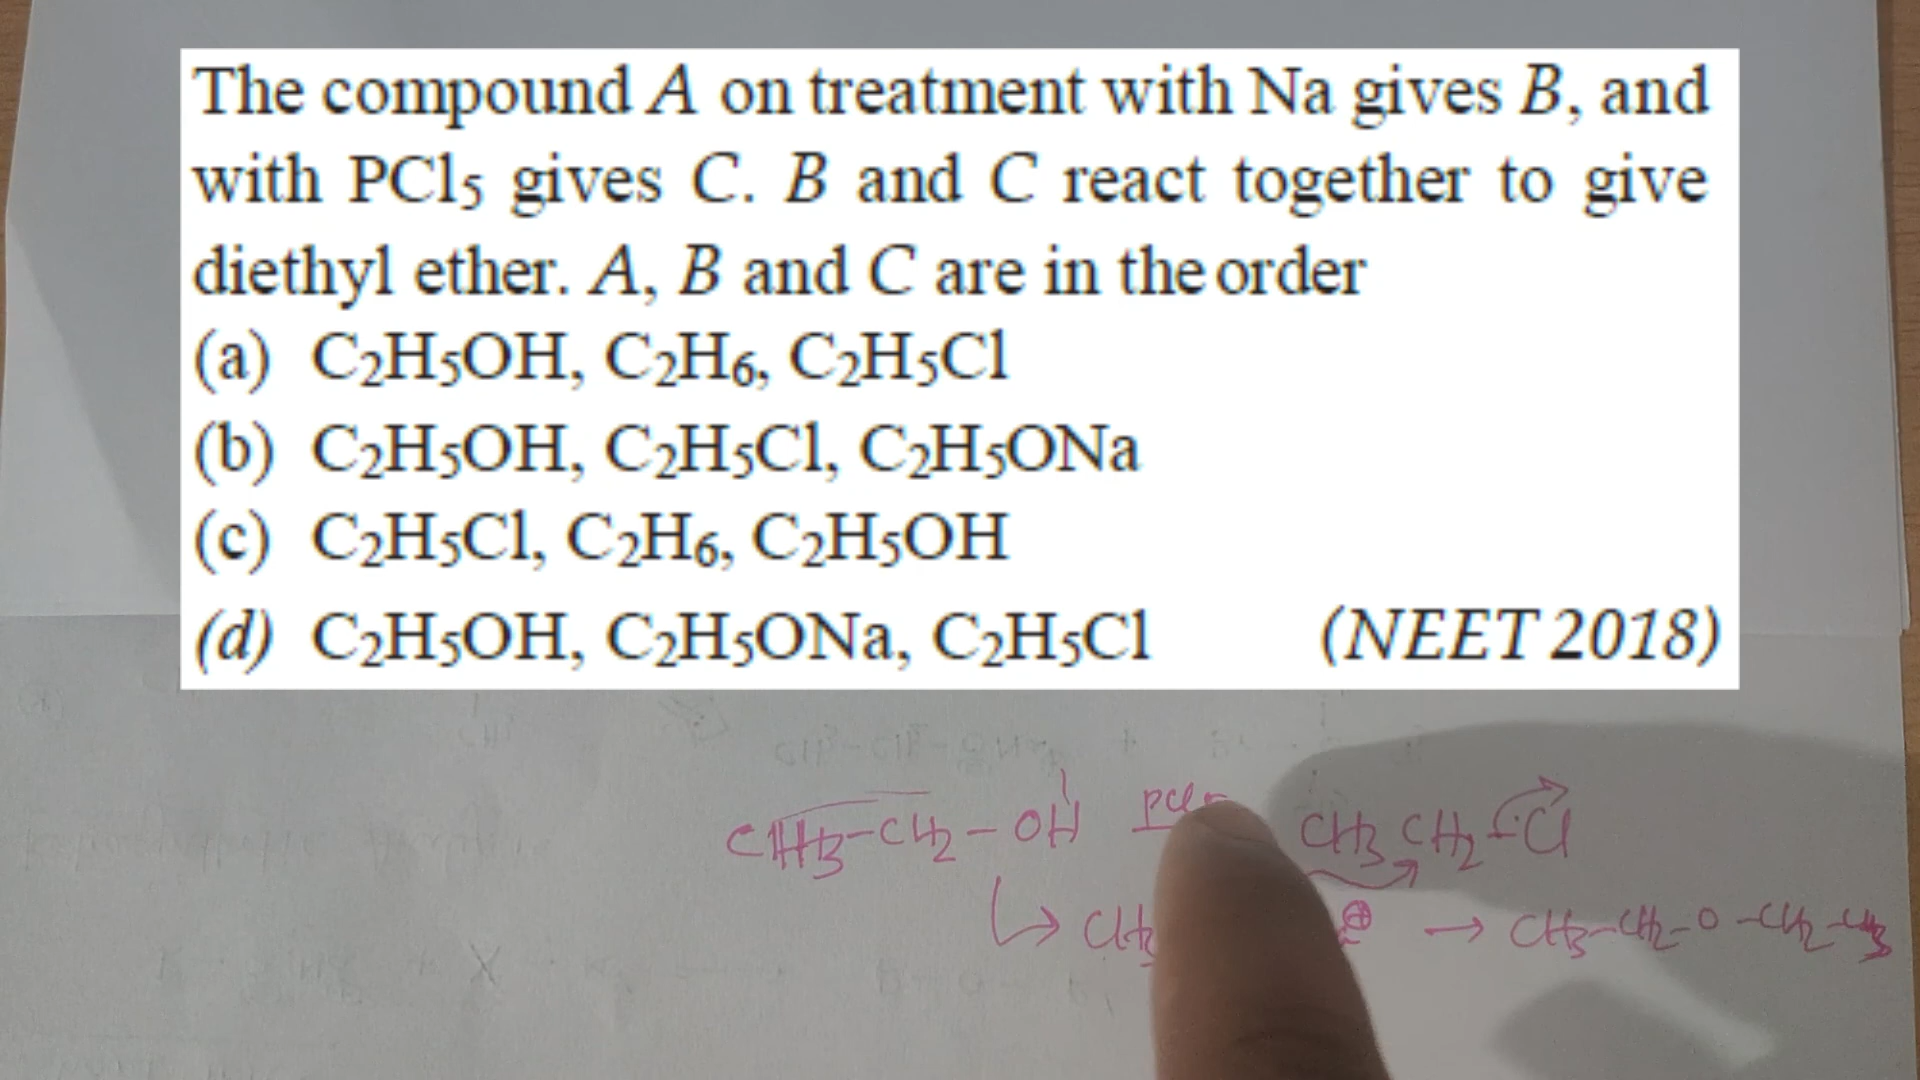 The compound A on treatment with Na gives B, and
with PCl₅ gives C. B and C react together to give
diethyl ether. A, B and C are in the order
(a) C₂H₅OH, C₂H₆, C₂H₅Cl
(b) C₂H₅OH, C₂H₅Cl, C₂H₅ONa
(c) C₂H₅Cl, C₂H₆, C₂H₅OH
(d) C₂H₅OH, C₂H₅ONa, C₂H₅Cl (NEET 2018)
CH₃-CH₂-OH CH₃CH₂-Cl
→ ⊕ → CH₃-CH₂-O-CH₂-CH₃